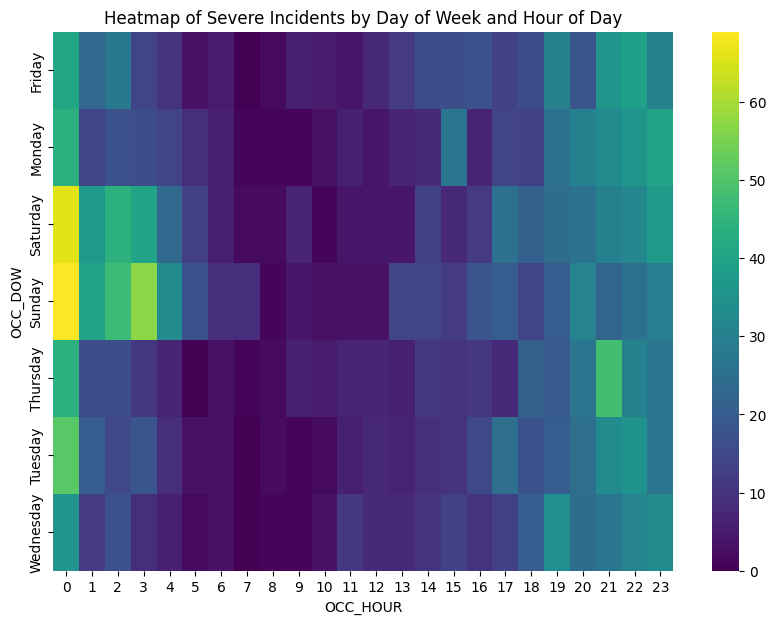 Heatmap of Severe Incidents by Day of Week and Hour of Day
OCC_DOW
Friday
Monday
Saturday
Sunday
Thursday
Tuesday
Wednesday
0 1 2 3 4 5 6 7 8 9 10 11 12 13 14 15 16 17 18 19 20 21 22 23
OCC_HOUR
60
50
40
30
20
10
0